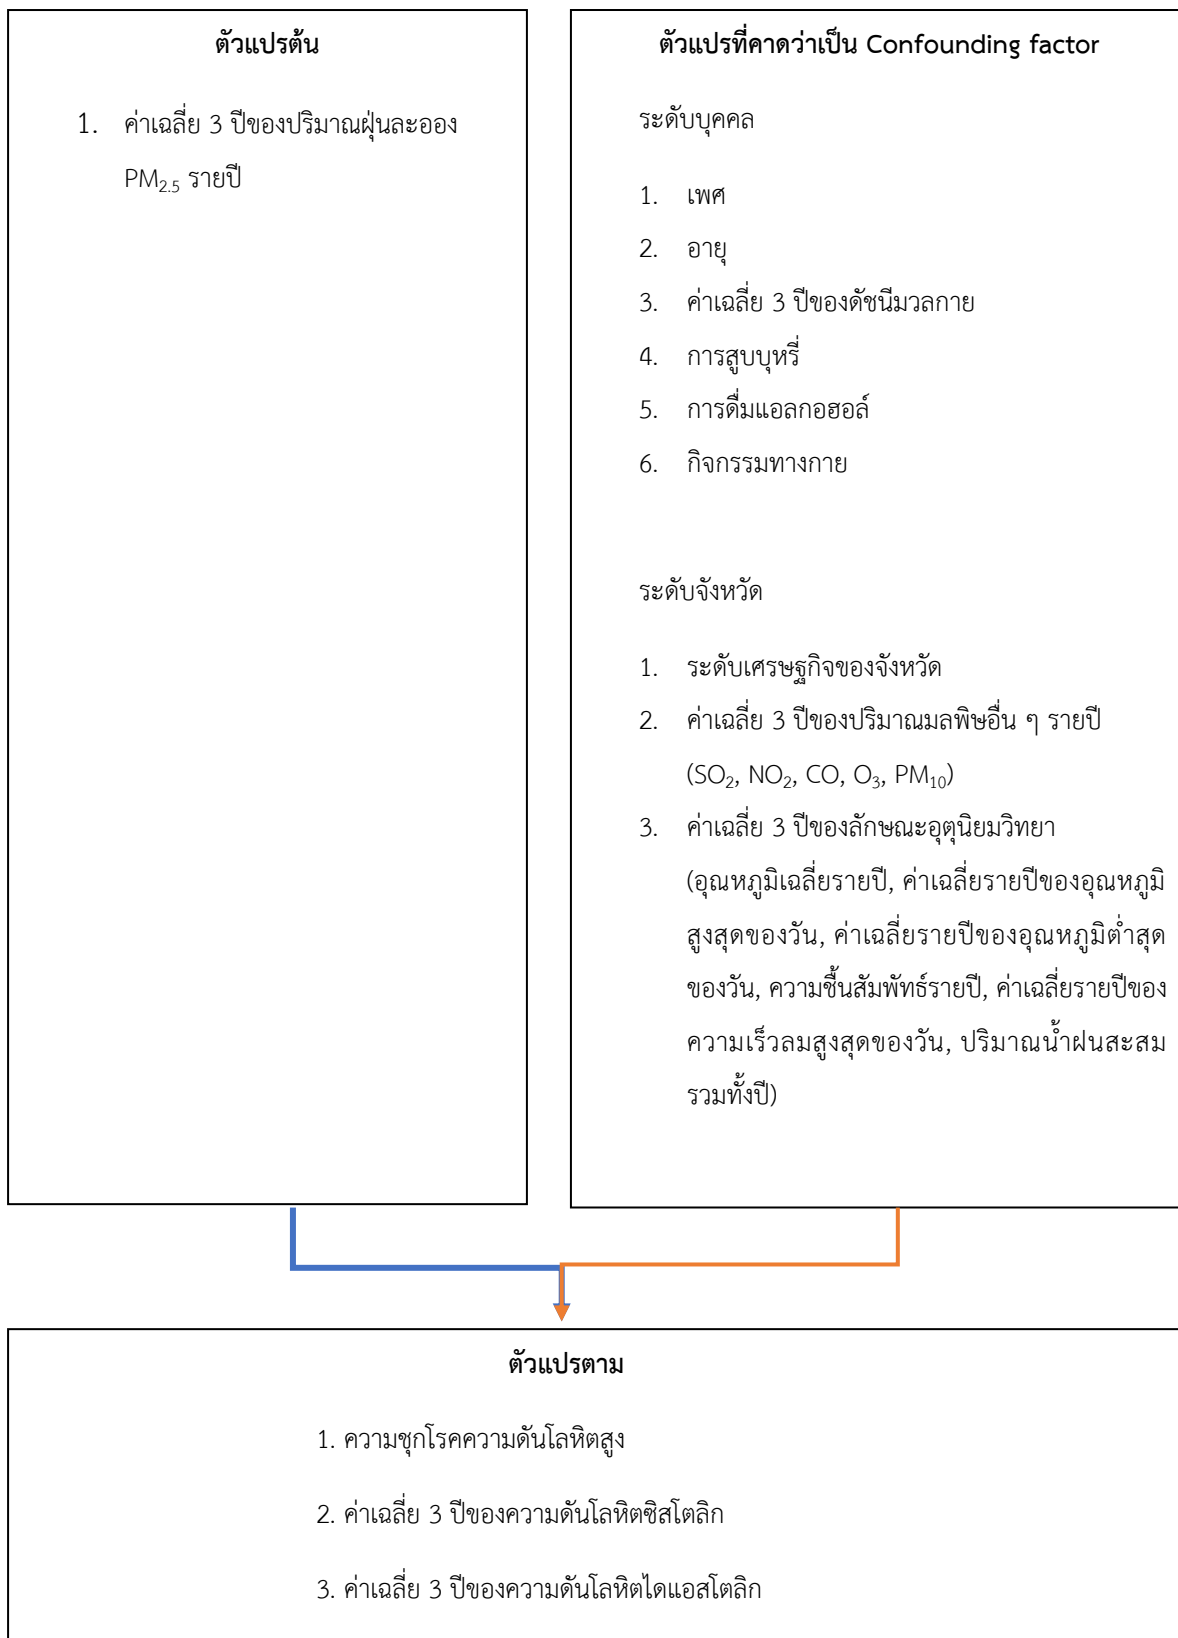 ตัวแปรต้น
1. ค่าเฉลี่ย 3 ปีของปริมาณฝุ่นละออง
PM2.5 รายปี
ตัวแปรที่คาดว่าเป็น Confounding factor
ระดับบุคคล
1. เพศ
2. อายุ
3. ค่าเฉลี่ย 3 ปีของดัชนีมวลกาย
4. การสูบบุหรี่
5. การดื่มแอลกอฮอล์
6. กิจกรรมทางกาย
ระดับจังหวัด
1. ระดับเศรษฐกิจของจังหวัด
2. ค่าเฉลี่ย 3 ปีของปริมาณมลพิษอื่น ๆ รายปี
(SO2, NO2, CO, O3, PM10)
3. ค่าเฉลี่ย 3 ปีของลักษณะอุตุนิยมวิทยา
(อุณหภูมิเฉลี่ยรายปี, ค่าเฉลี่ยรายปีของอุณหภูมิ
สูงสุดของวัน, ค่าเฉลี่ยรายปีของอุณหภูมิต่ำสุด
ของวัน, ความชื้นสัมพัทธ์รายปี, ค่าเฉลี่ยรายปีของ
ความเร็วลมสูงสุดของวัน, ปริมาณน้ำฝนสะสม
รวมทั้งปี)
ตัวแปรตาม
1. ความชุกโรคความดันโลหิตสูง
2. ค่าเฉลี่ย 3 ปีของความดันโลหิตซิสโตลิก
3. ค่าเฉลี่ย 3 ปีของความดันโลหิตไดแอสโตลิก